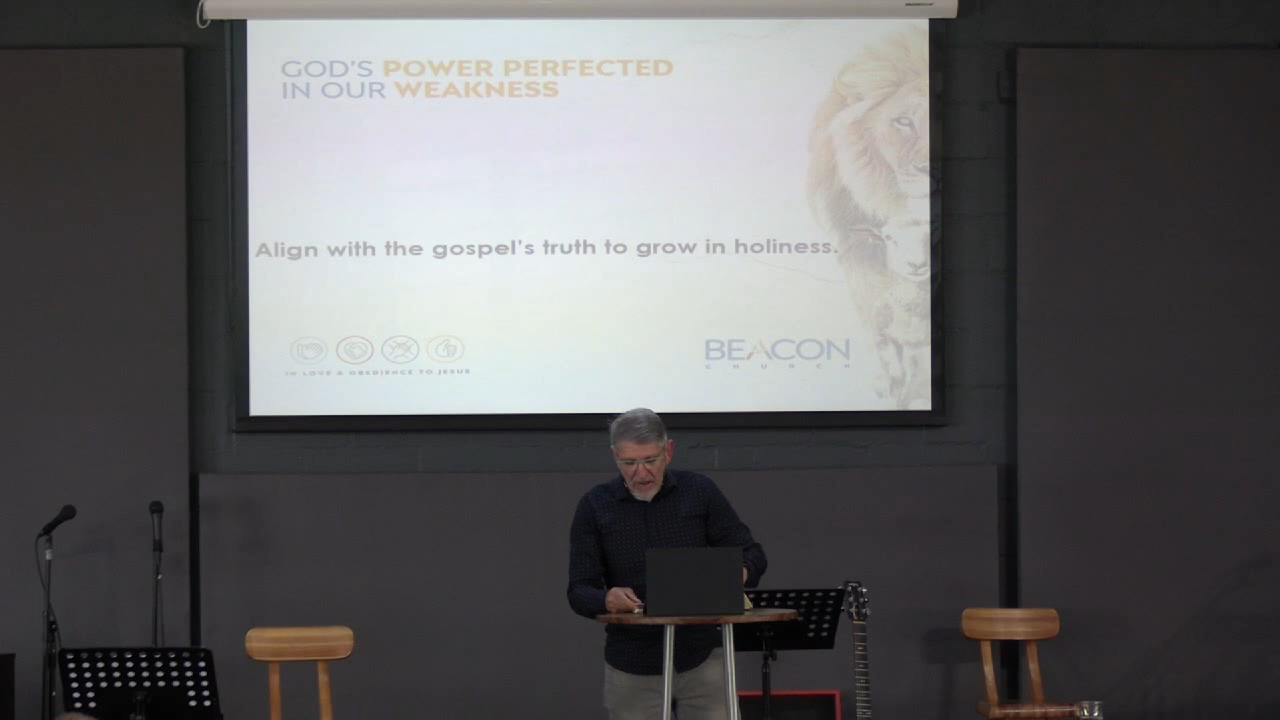 GOD'S POWER PERFECTED
IN OUR WEAKNESS
Align with the gospel's truth to grow in holiness.
IN LOVE & OBEDIENCE TO JESUS
BEACON
CHURCH